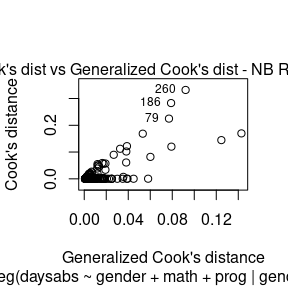 k's dist vs Generalized Cook's dist - NB R
Cook's distance
260
186
79
0.2
0.0
0.00 0.04 0.08 0.12
Generalized Cook's distance
eg(daysabs ~ gender + math + prog | gend